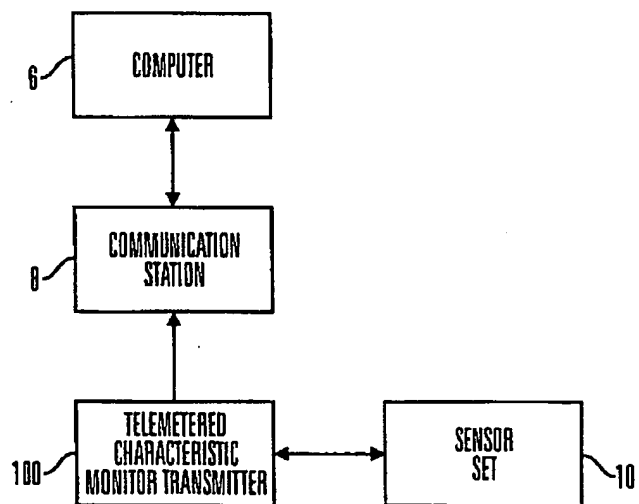 6
COMPUTER
8
COMMUNICATION
STATION
100
TELEMETERED
CHARACTERISTIC
MONITOR TRANSMITTER
SENSOR
SET
10